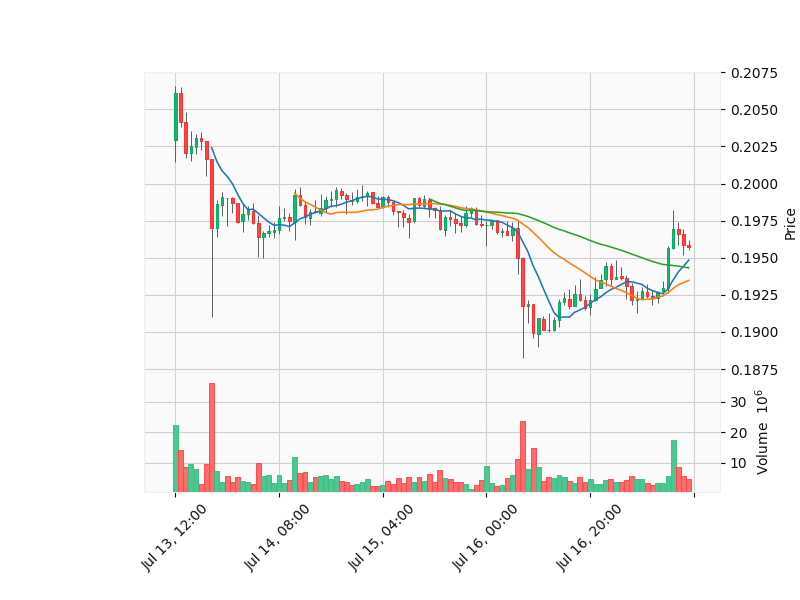 0.2075
0.2050
0.2025
0.2000
0.1975
0.1950
0.1925
0.1900
0.1875
Price
30
20
10
Volume 10^6
Jul 13, 12:00
Jul 14, 08:00
Jul 15, 04:00
Jul 16, 00:00
Jul 16, 20:00